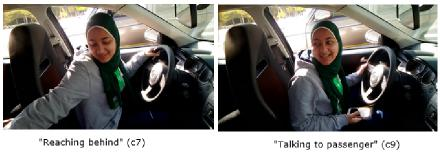 "Reaching behind" (c7)
"Talking to passenger" (c9)